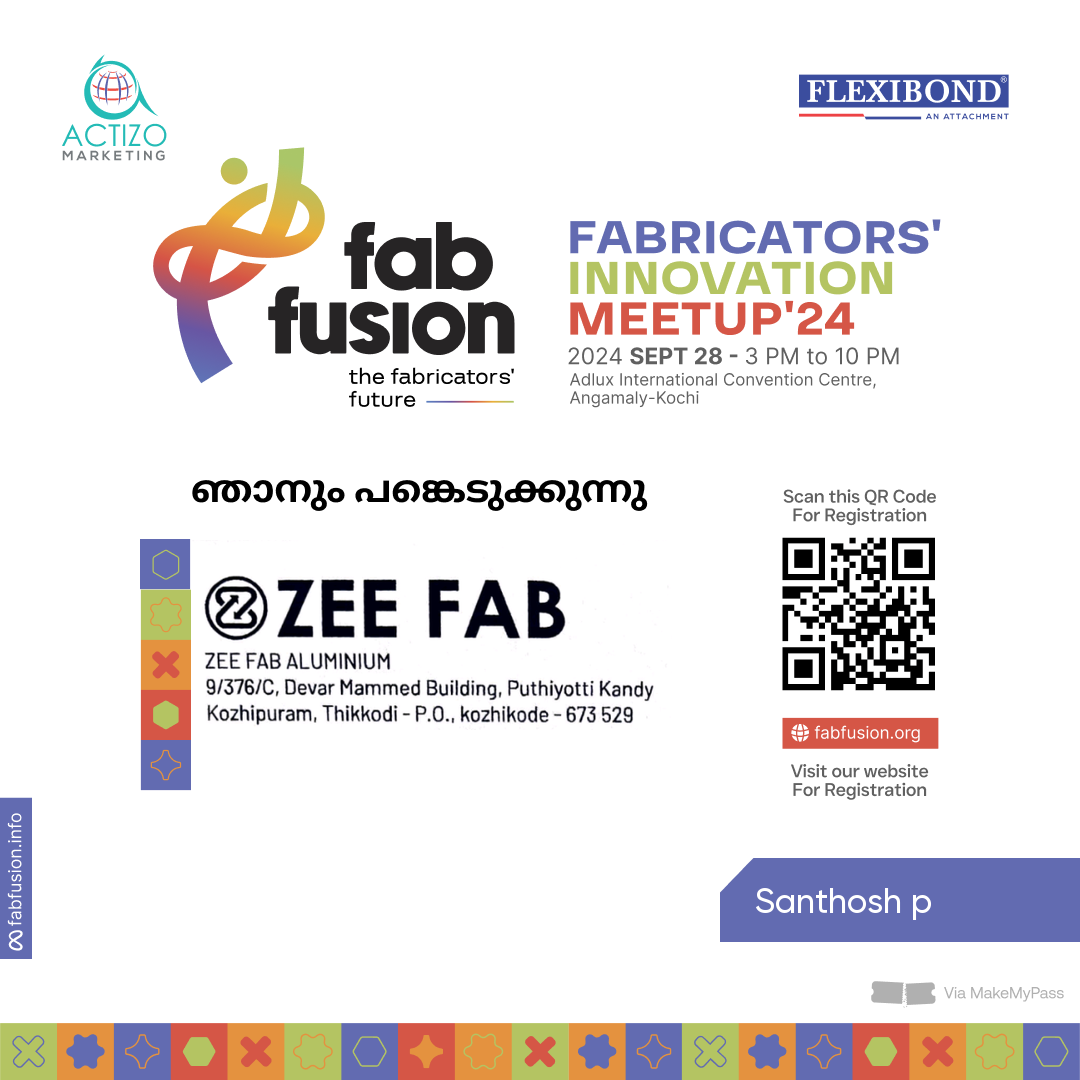 ACTIZO
MARKETING
FLEXIBOND®
AN ATTACHMENT
fab
fusion
the fabricators'
future
FABRICATORS'
INNOVATION
MEETUP'24
2024 SEPT 28 - 3 PM to 10 PM
Adlux International Convention Centre,
Angamaly-Kochi
ഞാനും പങ്കെടുക്കുന്നു
ZEE FAB
ZEE FAB ALUMINIUM
9/376/C, Devar Mammed Building, Puthiyotti Kandy
Kozhipuram, Thikkodi - P.O., kozhikode - 673 529
Scan this QR Code
For Registration
fabfusion.org
Visit our website
For Registration
fabfusion.info
Santhosh p
Via MakeMyPass